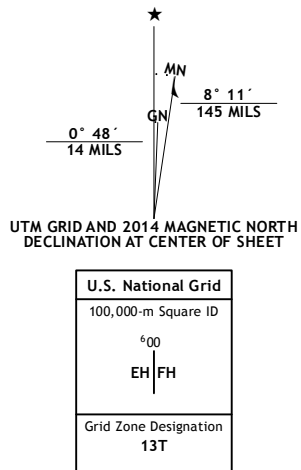 ★
MN
8° 11´
145 MILS
GN
0° 48´
14 MILS
UTM GRID AND 2014 MAGNETIC NORTH
DECLINATION AT CENTER OF SHEET
U.S. National Grid
100,000-m Square ID
⁶00
EH FH
Grid Zone Designation
13T